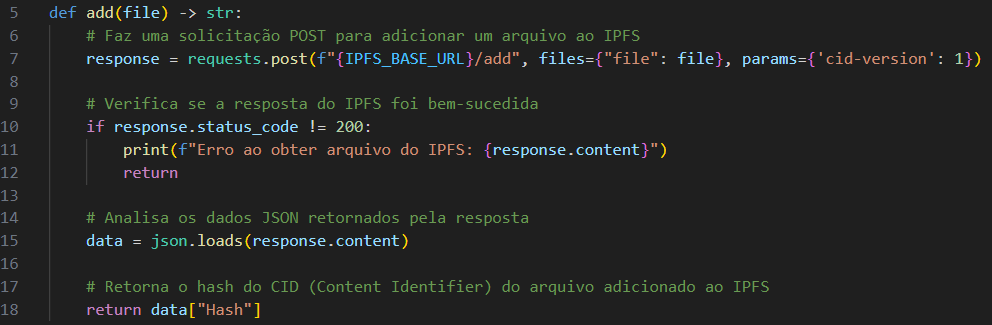 5 def add(file) -> str:
6 # Faz uma solicitação POST para adicionar um arquivo ao IPFS
7 response = requests.post(f"{IPFS_BASE_URL}/add", files={"file": file}, params={'cid-version': 1})
8
9 # Verifica se a resposta do IPFS foi bem-sucedida
10 if response.status_code != 200:
11 print(f"Erro ao obter arquivo do IPFS: {response.content}")
12 return
13
14 # Analisa os dados JSON retornados pela resposta
15 data = json.loads(response.content)
16
17 # Retorna o hash do CID (Content Identifier) do arquivo adicionado ao IPFS
18 return data["Hash"]